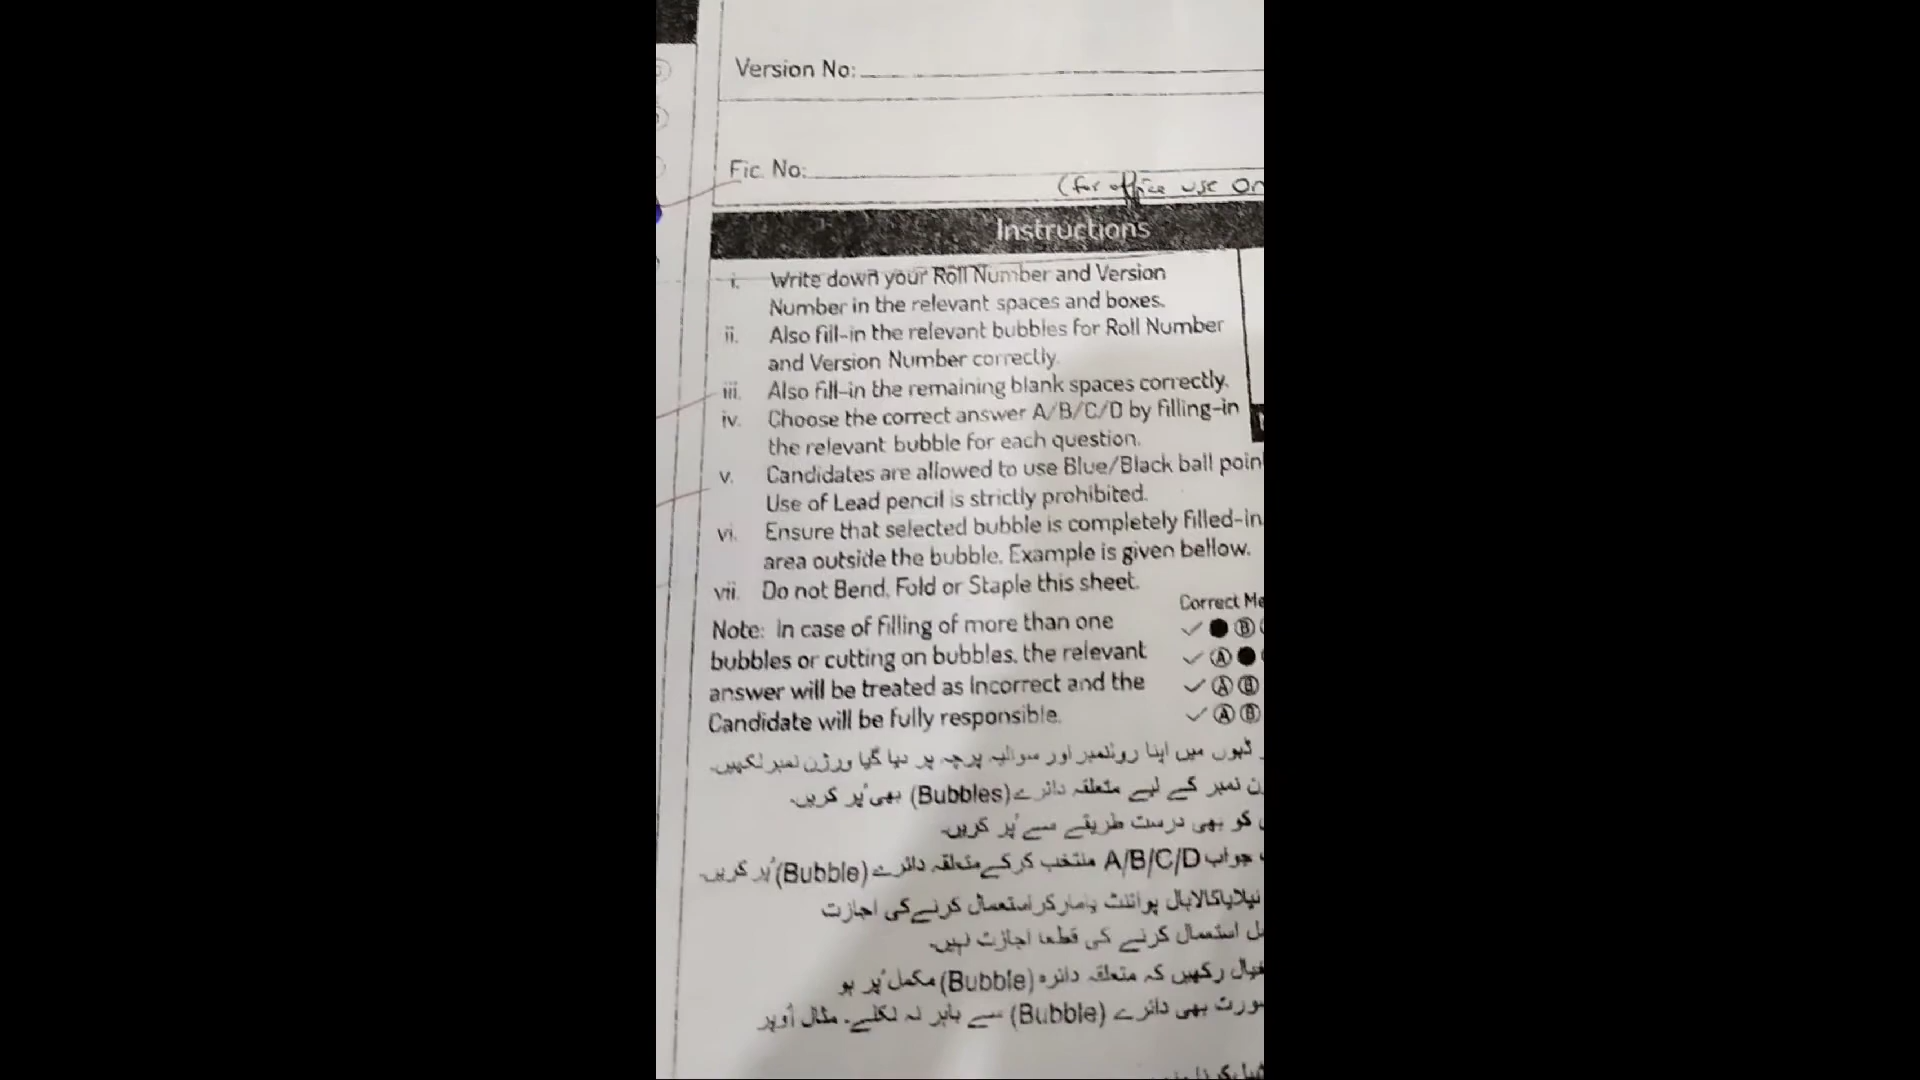 Version No:
Fic. No:
(for office use On
Instructions
i. Write down your Roll Number and Version
Number in the relevant spaces and boxes.
ii. Also fill-in the relevant bubbles for Roll Number
and Version Number correctly.
iii. Also fill-in the remaining blank spaces correctly.
iv. Choose the correct answer A/B/C/D by filling-in
the relevant bubble for each question.
v. Candidates are allowed to use Blue/Black ball poin
Use of Lead pencil is strictly prohibited.
vi. Ensure that selected bubble is completely filled-in
area outside the bubble. Example is given bellow.
vii. Do not Bend, Fold or Staple this sheet.
Correct Me
Note: In case of filling of more than one
bubbles or cutting on bubbles, the relevant
answer will be treated as Incorrect and the
Candidate will be fully responsible.
B
A
A B
A B
ڈبوں میں اپنا رولنمبر اور سوالیہ پرچہ پر دیا گیا ورژن نمبر لکھیں۔
ن نمبر کے لیے متعلقہ دائرے (Bubbles) بھی پُر کریں۔
کو بھی درست طریقے سے پُر کریں۔
جواب A/B/C/D منتخب کرکے متعلقہ دائرے (Bubble) پُر کریں۔
نیلا یا کالا بال پوائنٹ یا مارکر استعمال کرنے کی اجازت
ل استعمال کرنے کی قطعا اجازت نہیں۔
خیال رکھیں کہ متعلقہ دائرہ (Bubble) مکمل پُر ہو
صورت بھی دائرے (Bubble) سے باہر نہ نکلے۔ مثال اُوپر